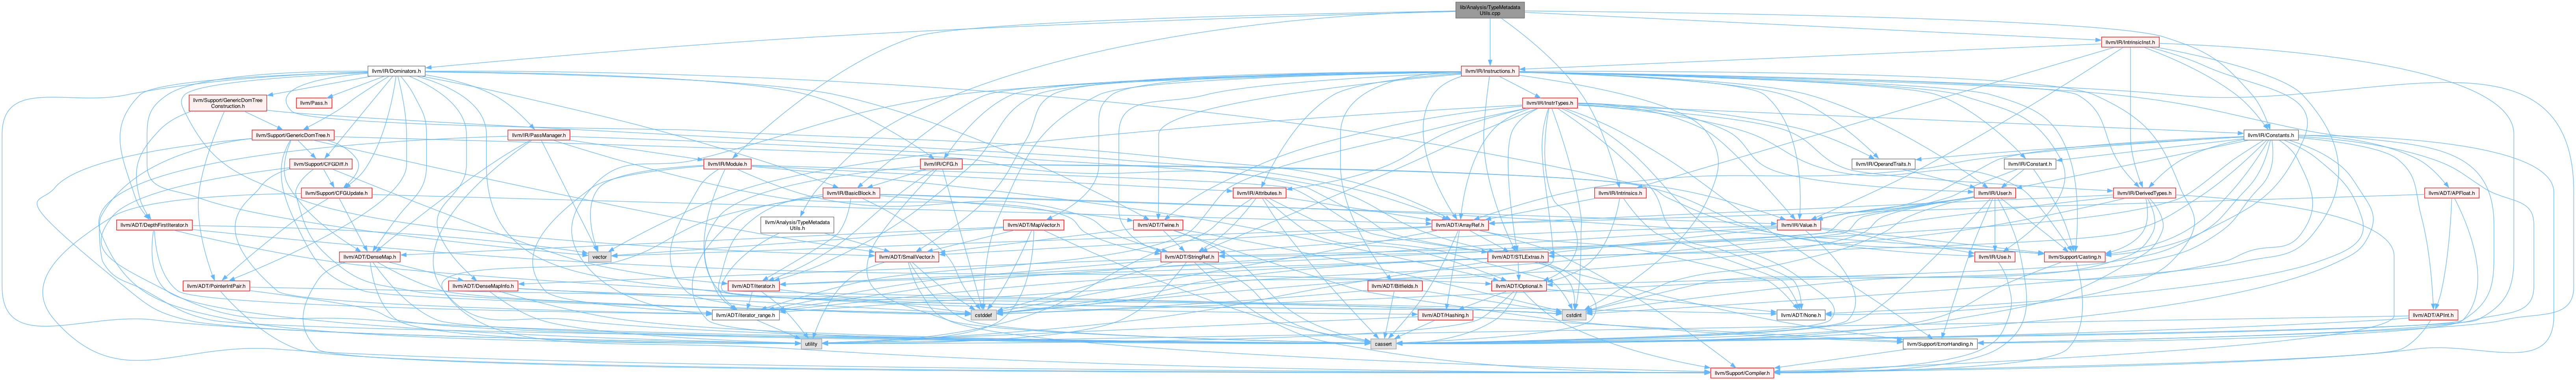 lib/Analysis/TypeMetadata
Utils.cpp
llvm/IR/IntrinsicInst.h
llvm/IR/Dominators.h
llvm/IR/Instructions.h
llvm/Support/GenericDomTree
Construction.h
llvm/Pass.h
llvm/IR/InstrTypes.h
llvm/Support/GenericDomTree.h
llvm/IR/PassManager.h
llvm/IR/Constants.h
llvm/Support/CFGDiff.h
llvm/IR/Module.h
llvm/IR/CFG.h
llvm/IR/OperandTraits.h
llvm/IR/Constant.h
llvm/Support/CFGUpdate.h
llvm/IR/BasicBlock.h
llvm/IR/Attributes.h
llvm/IR/Intrinsics.h
llvm/IR/User.h
llvm/IR/DerivedTypes.h
llvm/ADT/APFloat.h
llvm/ADT/DepthFirstIterator.h
llvm/Analysis/TypeMetadata
Utils.h
llvm/ADT/MapVector.h
llvm/ADT/Twine.h
llvm/ADT/ArrayRef.h
llvm/IR/Value.h
llvm/ADT/DenseMap.h
vector
llvm/ADT/SmallVector.h
llvm/ADT/StringRef.h
llvm/ADT/STLExtras.h
llvm/IR/Use.h
llvm/Support/Casting.h
llvm/ADT/PointerIntPair.h
llvm/ADT/DenseMapInfo.h
llvm/ADT/iterator.h
llvm/ADT/Bitfields.h
llvm/ADT/Optional.h
llvm/ADT/iterator_range.h
cstddef
llvm/ADT/Hashing.h
cstdint
llvm/ADT/None.h
llvm/ADT/APInt.h
utility
cassert
llvm/Support/ErrorHandling.h
llvm/Support/Compiler.h